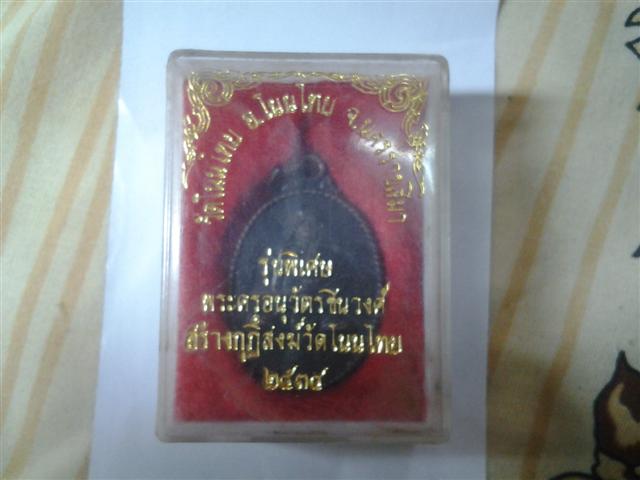 วัดโนนไทย อ.โนนไทย จ.นครราชสีมา
รุ่นพิเศษ
พระครูอนุวัตรชินวงศ์
สร้างกุฏิสงฆ์วัดโนนไทย
๒๕๓๔